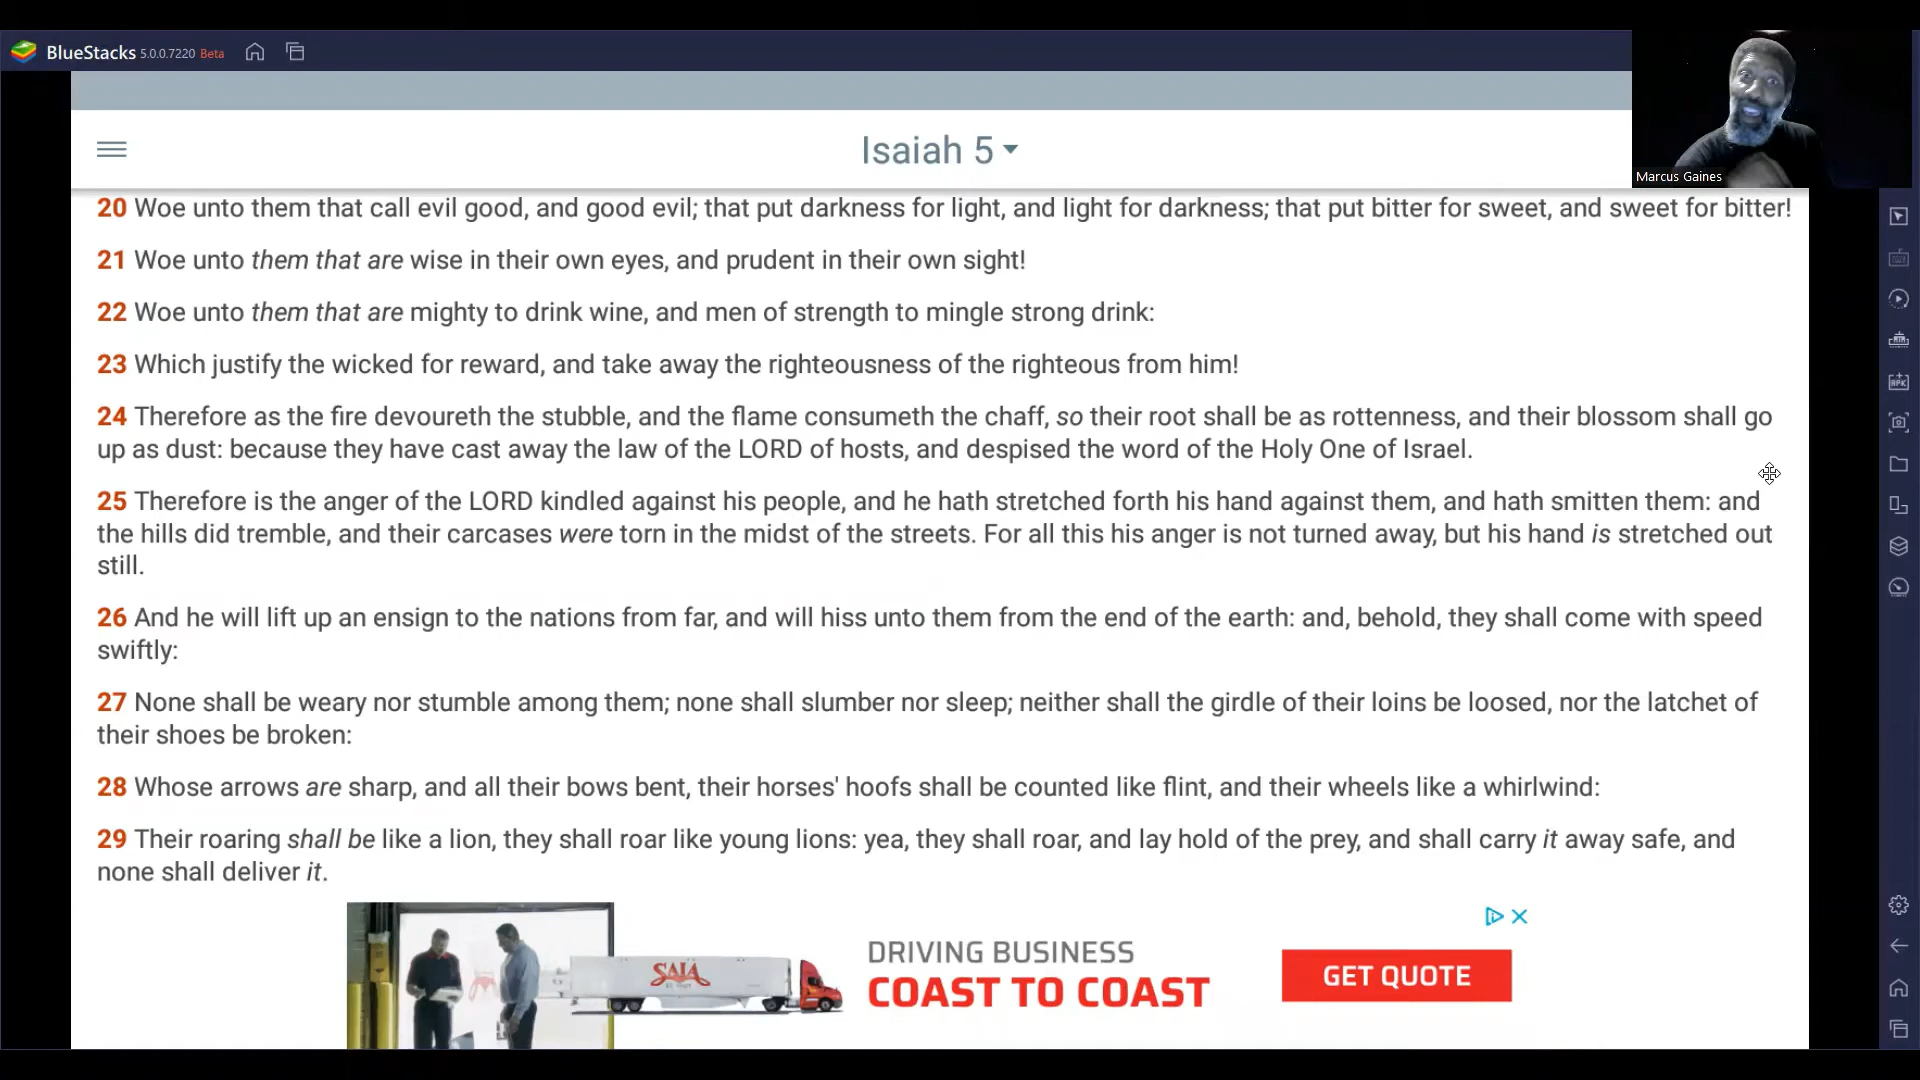 BlueStacks 5.0.0.7220 Beta
Isaiah 5
Marcus Gaines
20 Woe unto them that call evil good, and good evil; that put darkness for light, and light for darkness; that put bitter for sweet, and sweet for bitter!
21 Woe unto them that are wise in their own eyes, and prudent in their own sight!
22 Woe unto them that are mighty to drink wine, and men of strength to mingle strong drink:
23 Which justify the wicked for reward, and take away the righteousness of the righteous from him!
24 Therefore as the fire devoureth the stubble, and the flame consumeth the chaff, so their root shall be as rottenness, and their blossom shall go
up as dust: because they have cast away the law of the LORD of hosts, and despised the word of the Holy One of Israel.
25 Therefore is the anger of the LORD kindled against his people, and he hath stretched forth his hand against them, and hath smitten them: and
the hills did tremble, and their carcases were torn in the midst of the streets. For all this his anger is not turned away, but his hand is stretched out
still.
26 And he will lift up an ensign to the nations from far, and will hiss unto them from the end of the earth: and, behold, they shall come with speed
swiftly:
27 None shall be weary nor stumble among them; none shall slumber nor sleep; neither shall the girdle of their loins be loosed, nor the latchet of
their shoes be broken:
28 Whose arrows are sharp, and all their bows bent, their horses' hoofs shall be counted like flint, and their wheels like a whirlwind:
29 Their roaring shall be like a lion, they shall roar like young lions: yea, they shall roar, and lay hold of the prey, and shall carry it away safe, and
none shall deliver it.
SAIA
DRIVING BUSINESS
COAST TO COAST
GET QUOTE